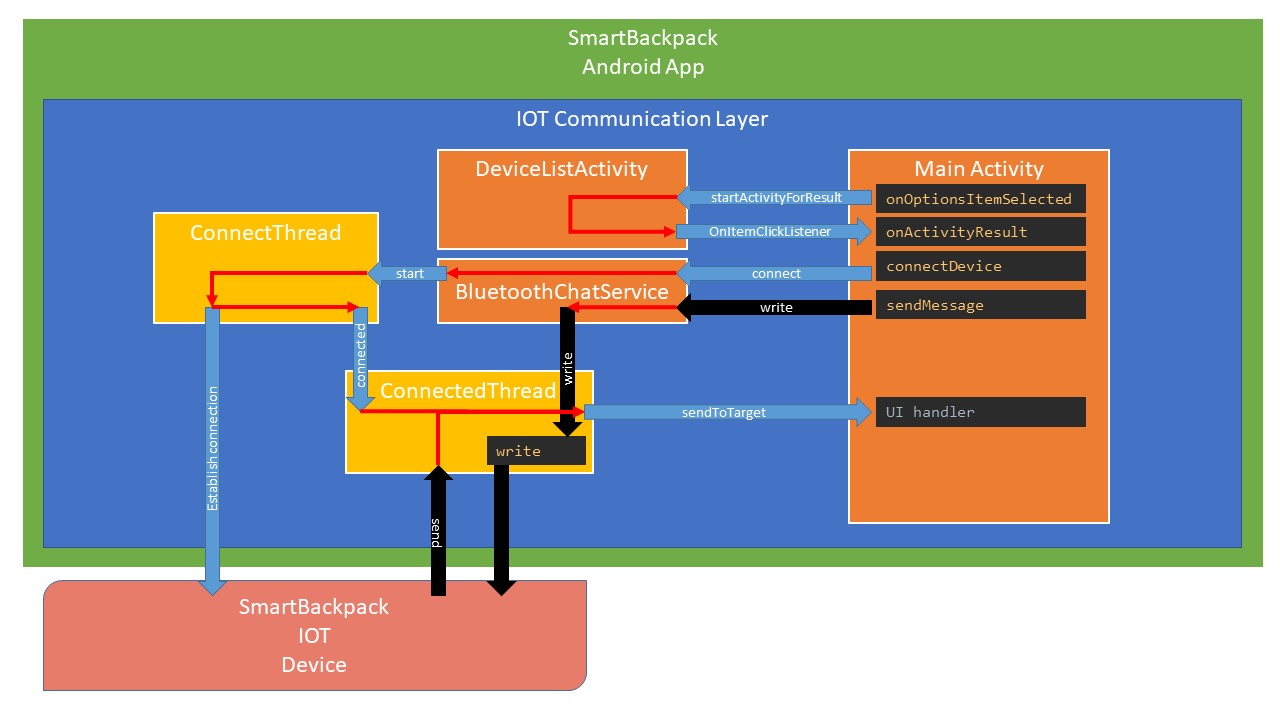 SmartBackpack
Android App
IOT Communication Layer
DeviceListActivity
Main Activity
startActivityForResult
onOptionsItemSelected
OnItemClickListener
onActivityResult
ConnectThread
start
BluetoothChatService
connect
connectDevice
write
sendMessage
connected
write
ConnectedThread
sendToTarget
UI handler
write
Establish connection
send
SmartBackpack
IOT
Device